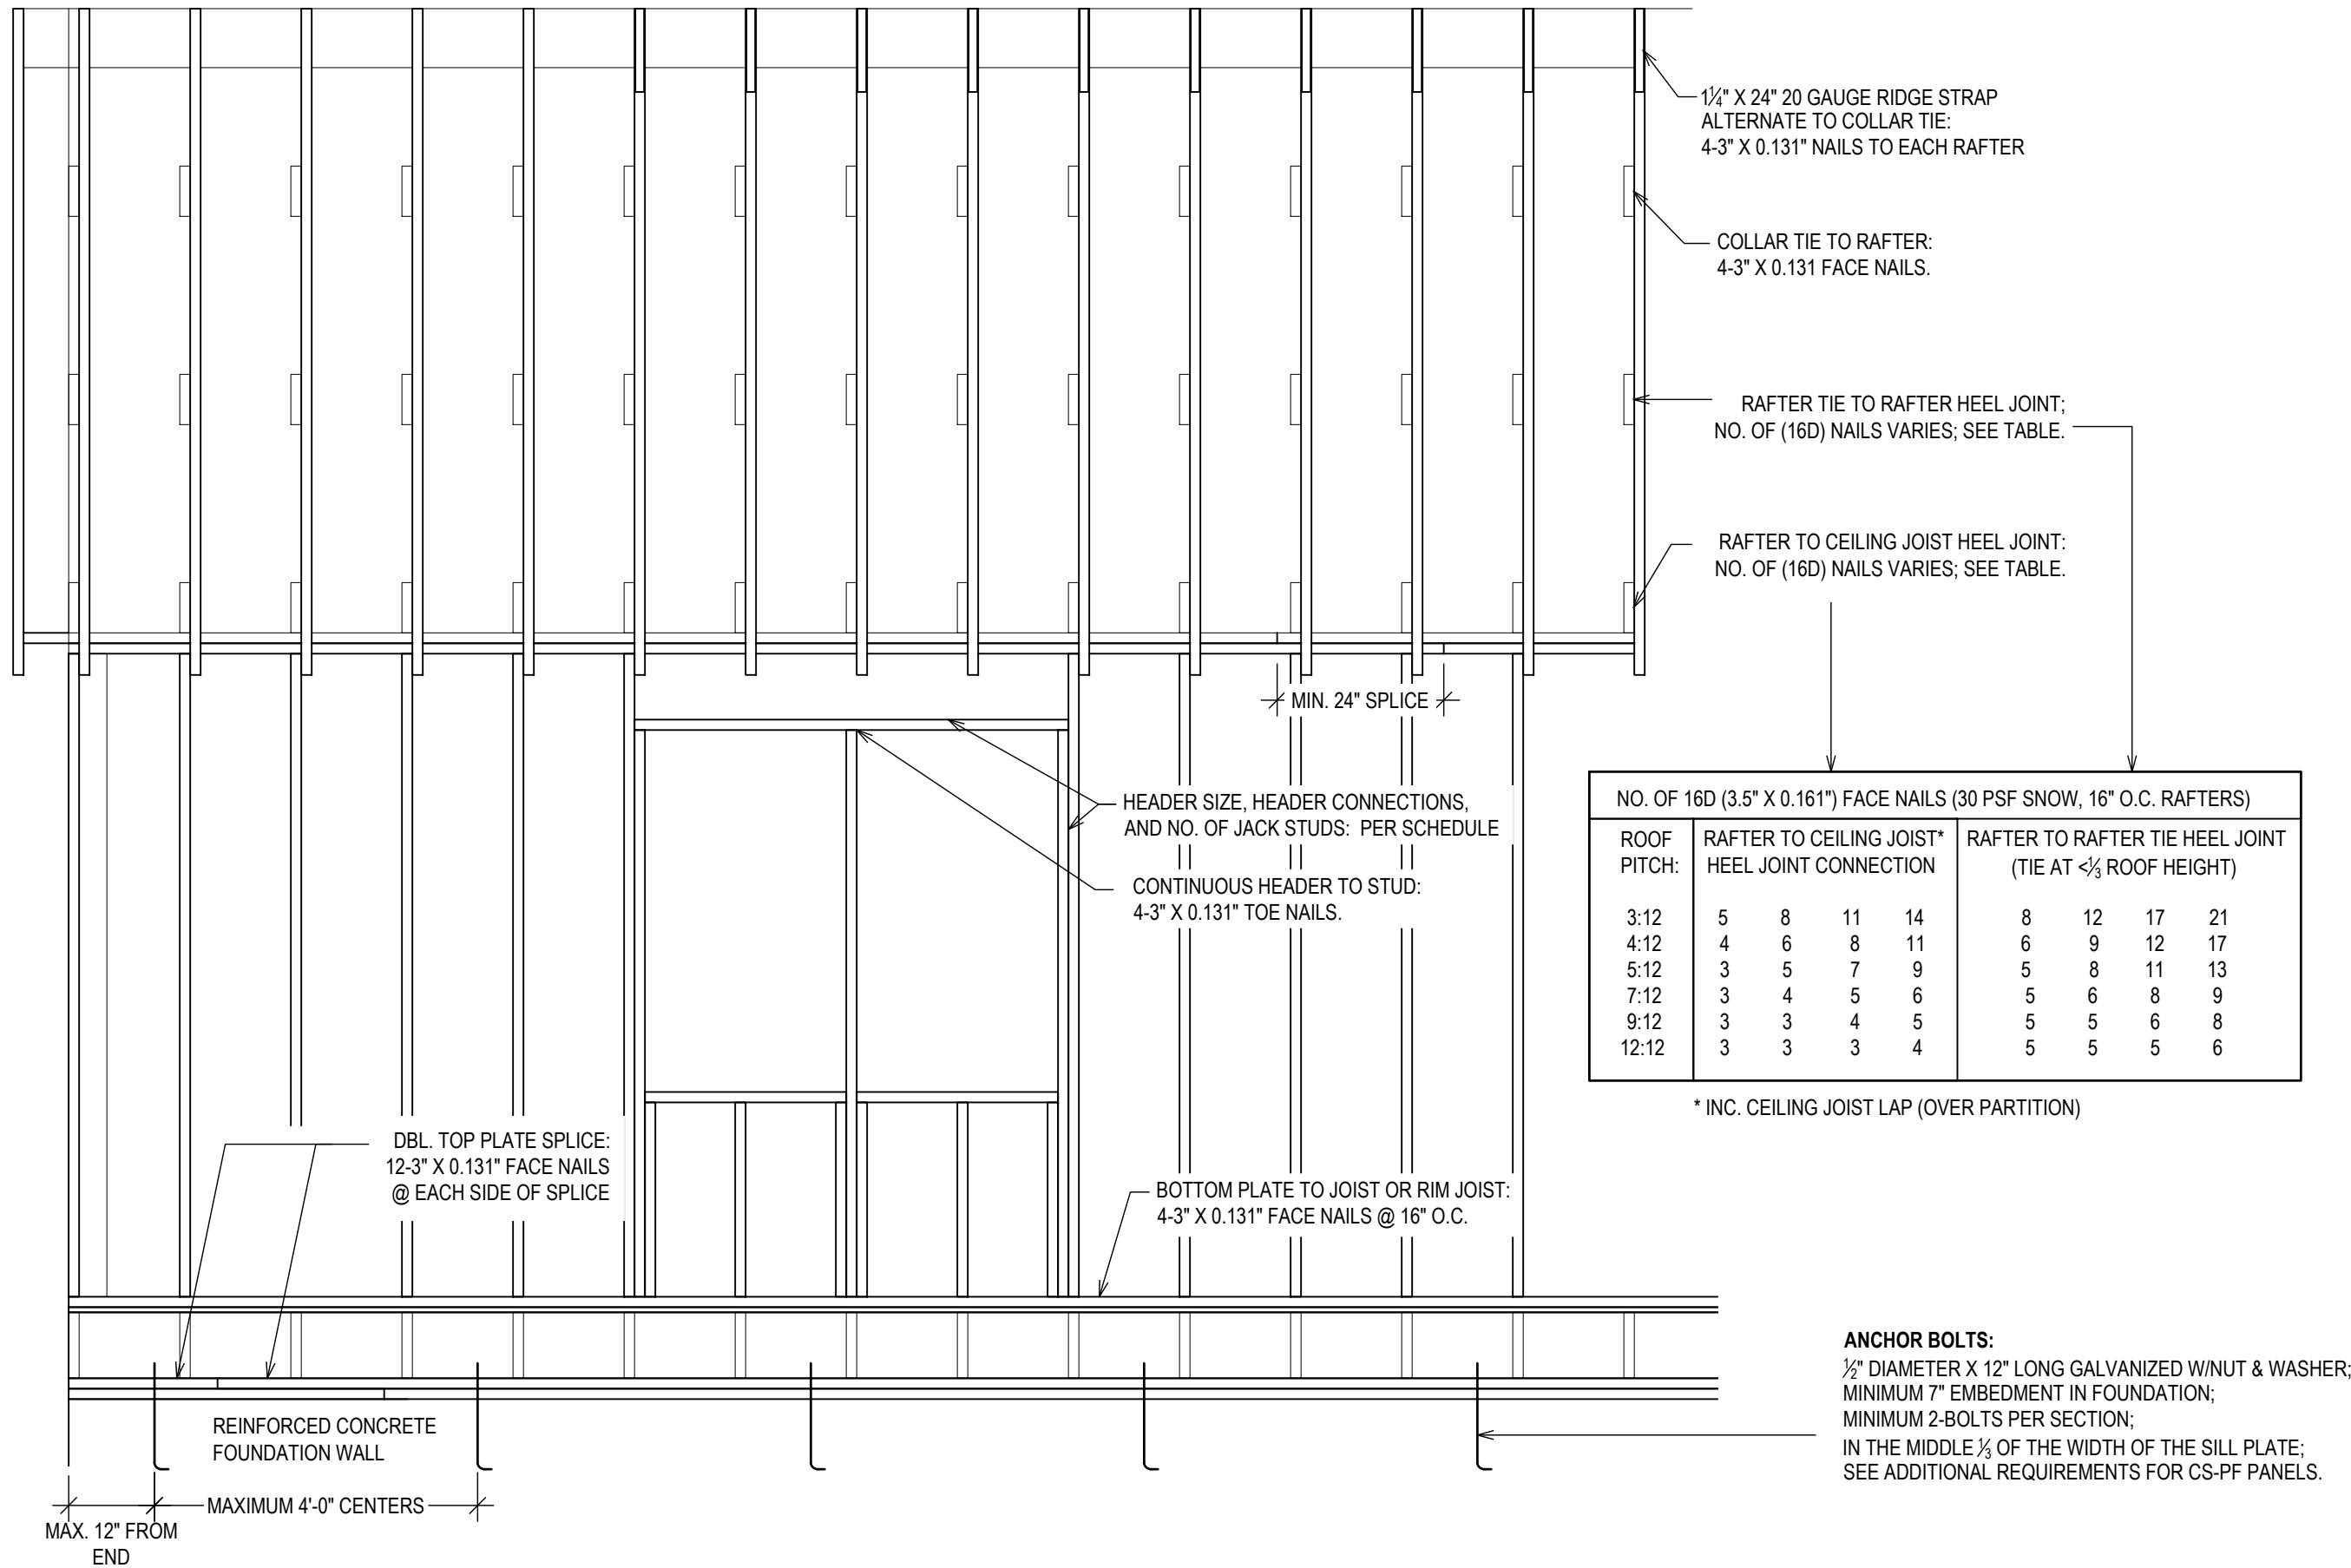 1¼" X 24" 20 GAUGE RIDGE STRAP
ALTERNATE TO COLLAR TIE:
4-3" X 0.131" NAILS TO EACH RAFTER
COLLAR TIE TO RAFTER:
4-3" X 0.131 FACE NAILS.
RAFTER TIE TO RAFTER HEEL JOINT;
NO. OF (16D) NAILS VARIES; SEE TABLE.
RAFTER TO CEILING JOIST HEEL JOINT:
NO. OF (16D) NAILS VARIES; SEE TABLE.
MIN. 24" SPLICE
HEADER SIZE, HEADER CONNECTIONS,
AND NO. OF JACK STUDS: PER SCHEDULE
CONTINUOUS HEADER TO STUD:
4-3" X 0.131" TOE NAILS.
NO. OF 16D (3.5" X 0.161") FACE NAILS (30 PSF SNOW, 16" O.C. RAFTERS)
ROOF PITCH:
RAFTER TO CEILING JOIST*
HEEL JOINT CONNECTION
RAFTER TO RAFTER TIE HEEL JOINT
(TIE AT <⅓ ROOF HEIGHT)
3:12 5 8 11 14 8 12 17 21
4:12 4 6 8 11 6 9 12 17
5:12 3 5 7 9 5 8 11 13
7:12 3 4 5 6 5 6 8 9
9:12 3 3 4 5 5 5 6 8
12:12 3 3 3 4 5 5 5 6
* INC. CEILING JOIST LAP (OVER PARTITION)
DBL. TOP PLATE SPLICE:
12-3" X 0.131" FACE NAILS
@ EACH SIDE OF SPLICE
BOTTOM PLATE TO JOIST OR RIM JOIST:
4-3" X 0.131" FACE NAILS @ 16" O.C.
REINFORCED CONCRETE
FOUNDATION WALL
MAXIMUM 4'-0" CENTERS
MAX. 12" FROM
END
ANCHOR BOLTS:
½" DIAMETER X 12" LONG GALVANIZED W/NUT & WASHER;
MINIMUM 7" EMBEDMENT IN FOUNDATION;
MINIMUM 2-BOLTS PER SECTION;
IN THE MIDDLE ⅓ OF THE WIDTH OF THE SILL PLATE;
SEE ADDITIONAL REQUIREMENTS FOR CS-PF PANELS.